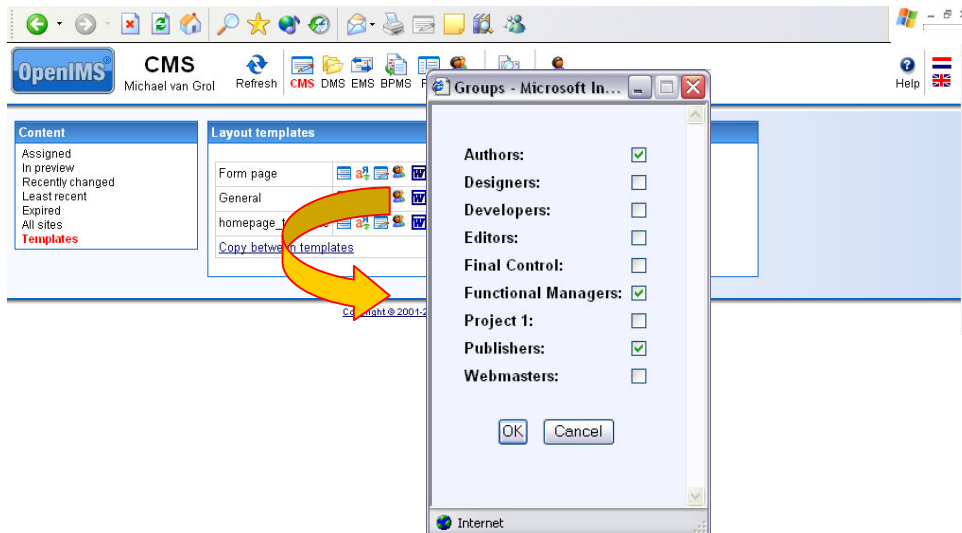 OpenIMS®
CMS
Michael van Grol
Refresh
CMS DMS EMS BPMS
Help
Content
Assigned
In preview
Recently changed
Least recent
Expired
All sites
Templates
Layout templates
Form page
General
Copy between templates
Groups - Microsoft In...
Authors:
Designers:
Developers:
Editors:
Final Control:
Functional Managers:
Project 1:
Publishers:
Webmasters:
OK Cancel
Internet